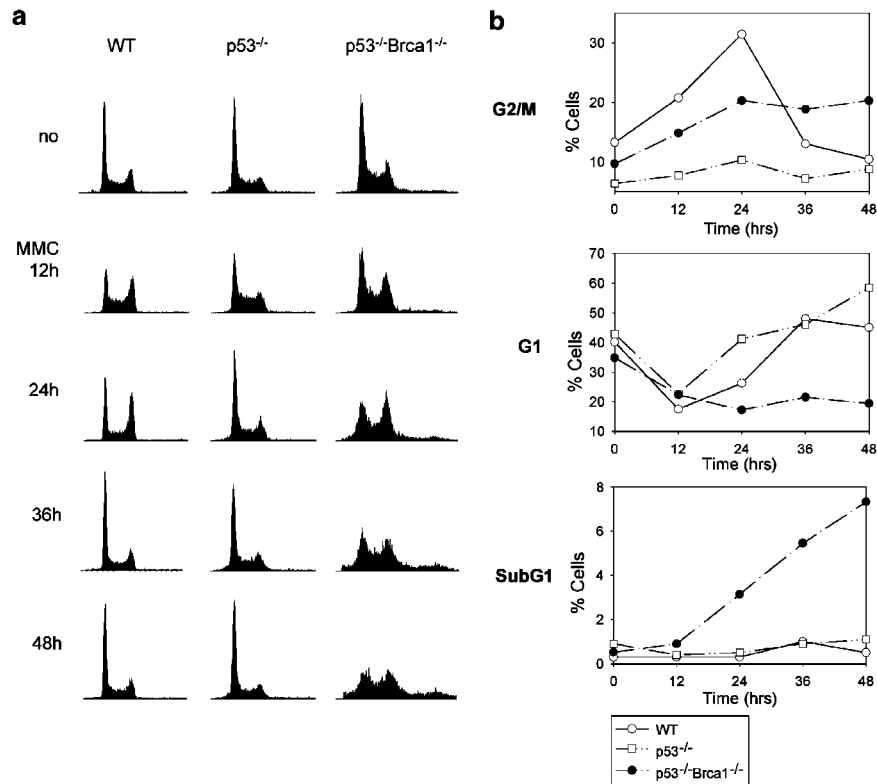 a
WT p53-/- p53-/-Brca1-/-
no
MMC
12h
24h
36h
48h
b
G2/M
% Cells
30
20
10
0 12 24 36 48
Time (hrs)
G1
% Cells
70
60
50
40
30
20
10
0 12 24 36 48
Time (hrs)
SubG1
% Cells
8
6
4
2
0
0 12 24 36 48
Time (hrs)
WT
p53-/-
p53-/-Brca1-/-